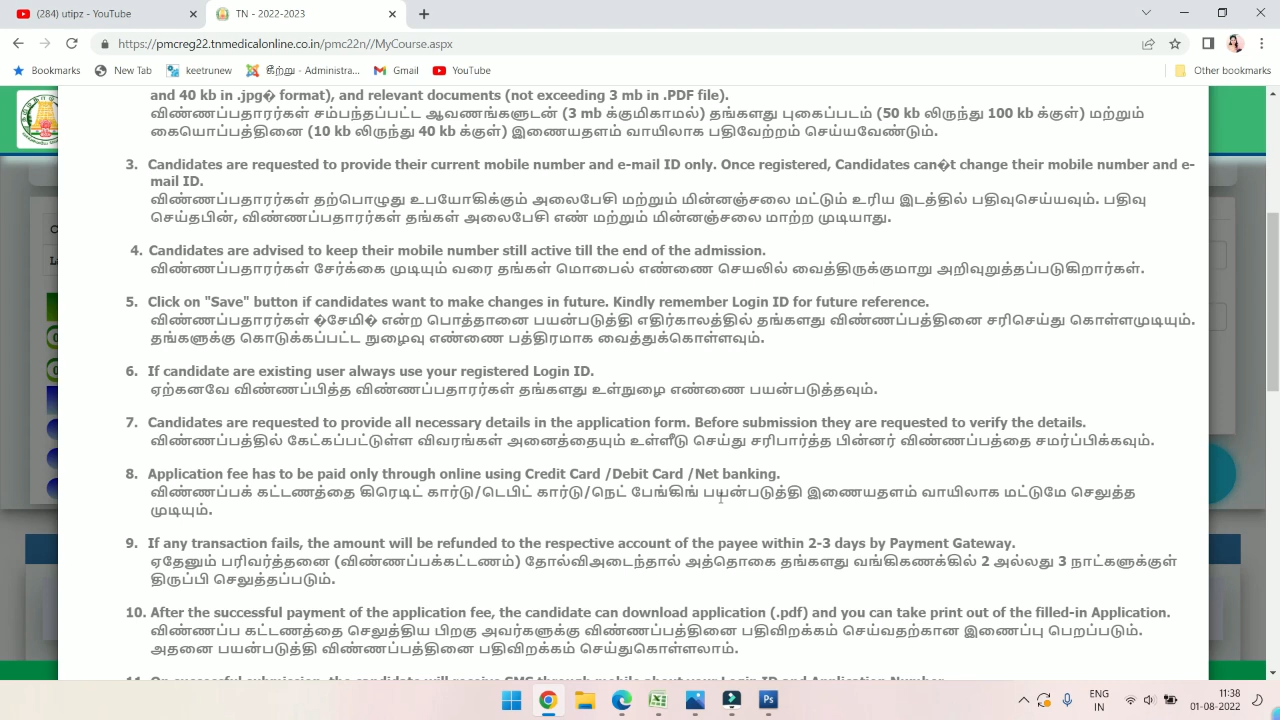 (284) utipz - YouTube
TN - 2022-2023
https://pmcreg22.tnmedicalonline.co.in/pmc22n//MyCourse.aspx
Bookmarks New Tab keetrunew கீற்று - Administra... Gmail YouTube Other bookmarks
and 40 kb in .jpg� format), and relevant documents (not exceeding 3 mb in .PDF file).
விண்ணப்பதாரர்கள் சம்பந்தப்பட்ட ஆவணங்களுடன் (3 mb க்குமிகாமல்) தங்களது புகைப்படம் (50 kb லிருந்து 100 kb க்குள்) மற்றும்
கையொப்பத்தினை (10 kb லிருந்து 40 kb க்குள்) இணையதளம் வாயிலாக பதிவேற்றம் செய்யவேண்டும்.
3. Candidates are requested to provide their current mobile number and e-mail ID only. Once registered, Candidates can�t change their mobile number and e-
mail ID.
விண்ணப்பதாரர்கள் தற்பொழுது உபயோகிக்கும் அலைபேசி மற்றும் மின்னஞ்சலை மட்டும் உரிய இடத்தில் பதிவுசெய்யவும். பதிவு
செய்தபின், விண்ணப்பதாரர்கள் தங்கள் அலைபேசி எண் மற்றும் மின்னஞ்சலை மாற்ற முடியாது.
4. Candidates are advised to keep their mobile number still active till the end of the admission.
விண்ணப்பதாரர்கள் சேர்க்கை முடியும் வரை தங்கள் மொபைல் எண்ணை செயலில் வைத்திருக்குமாறு அறிவுறுத்தப்படுகிறார்கள்.
5. Click on "Save" button if candidates want to make changes in future. Kindly remember Login ID for future reference.
விண்ணப்பதாரர்கள் �சேமி� என்ற பொத்தானை பயன்படுத்தி எதிர்காலத்தில் தங்களது விண்ணப்பத்தினை சரிசெய்து கொள்ளமுடியும்.
தங்களுக்கு கொடுக்கப்பட்ட நுழைவு எண்ணை பத்திரமாக வைத்துக்கொள்ளவும்.
6. If candidate are existing user always use your registered Login ID.
ஏற்கனவே விண்ணப்பித்த விண்ணப்பதாரர்கள் தங்களது உள்நுழை எண்ணை பயன்படுத்தவும்.
7. Candidates are requested to provide all necessary details in the application form. Before submission they are requested to verify the details.
விண்ணப்பத்தில் கேட்கப்பட்டுள்ள விவரங்கள் அனைத்தையும் உள்ளீடு செய்து சரிபார்த்த பின்னர் விண்ணப்பத்தை சமர்ப்பிக்கவும்.
8. Application fee has to be paid only through online using Credit Card /Debit Card /Net banking.
விண்ணப்பக் கட்டணத்தை கிரெடிட் கார்டு/டெபிட் கார்டு/நெட் பேங்கிங் பயன்படுத்தி இணையதளம் வாயிலாக மட்டுமே செலுத்த
முடியும்.
9. If any transaction fails, the amount will be refunded to the respective account of the payee within 2-3 days by Payment Gateway.
ஏதேனும் பரிவர்த்தனை (விண்ணப்பக்கட்டணம்) தோல்விஅடைந்தால் அத்தொகை தங்களது வங்கிகணக்கில் 2 அல்லது 3 நாட்களுக்குள்
திருப்பி செலுத்தப்படும்.
10. After the successful payment of the application fee, the candidate can download application (.pdf) and you can take print out of the filled-in Application.
விண்ணப்ப கட்டணத்தை செலுத்திய பிறகு அவர்களுக்கு விண்ணப்பத்தினை பதிவிறக்கம் செய்வதற்கான இணைப்பு பெறப்படும்.
அதனை பயன்படுத்தி விண்ணப்பத்தினை பதிவிறக்கம் செய்துகொள்ளலாம்.
11. On successful submission, the candidate will receive SMS through mobile about your Login ID and Application Number
ENG
IN
11:38
01-08-2022